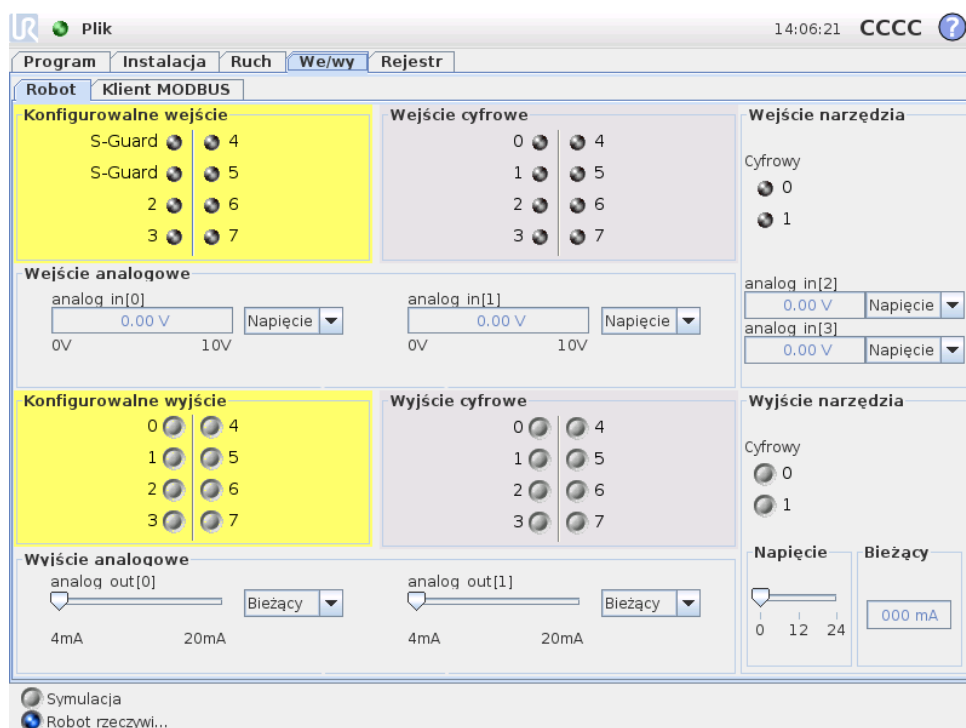 UR Plik 14:06:21 CCCC ?
Program Instalacja Ruch We/wy Rejestr
Robot Klient MODBUS
Konfigurowalne wejście
S-Guard 4
S-Guard 5
2 6
3 7
Wejście cyfrowe
0 4
1 5
2 6
3 7
Wejście narzędzia
Cyfrowy
0
1
Wejście analogowe
analog in[0]
0.00 V Napięcie
0V 10V
analog in[1]
0.00 V Napięcie
0V 10V
analog in[2]
0.00 V Napięcie
analog in[3]
0.00 V Napięcie
Konfigurowalne wyjście
0 4
1 5
2 6
3 7
Wyjście cyfrowe
0 4
1 5
2 6
3 7
Wyjście narzędzia
Cyfrowy
0
1
Wyjście analogowe
analog out[0]
Bieżący
4mA 20mA
analog out[1]
Bieżący
4mA 20mA
Napięcie
0 12 24
Bieżący
000 mA
Symulacja
Robot rzeczywi...